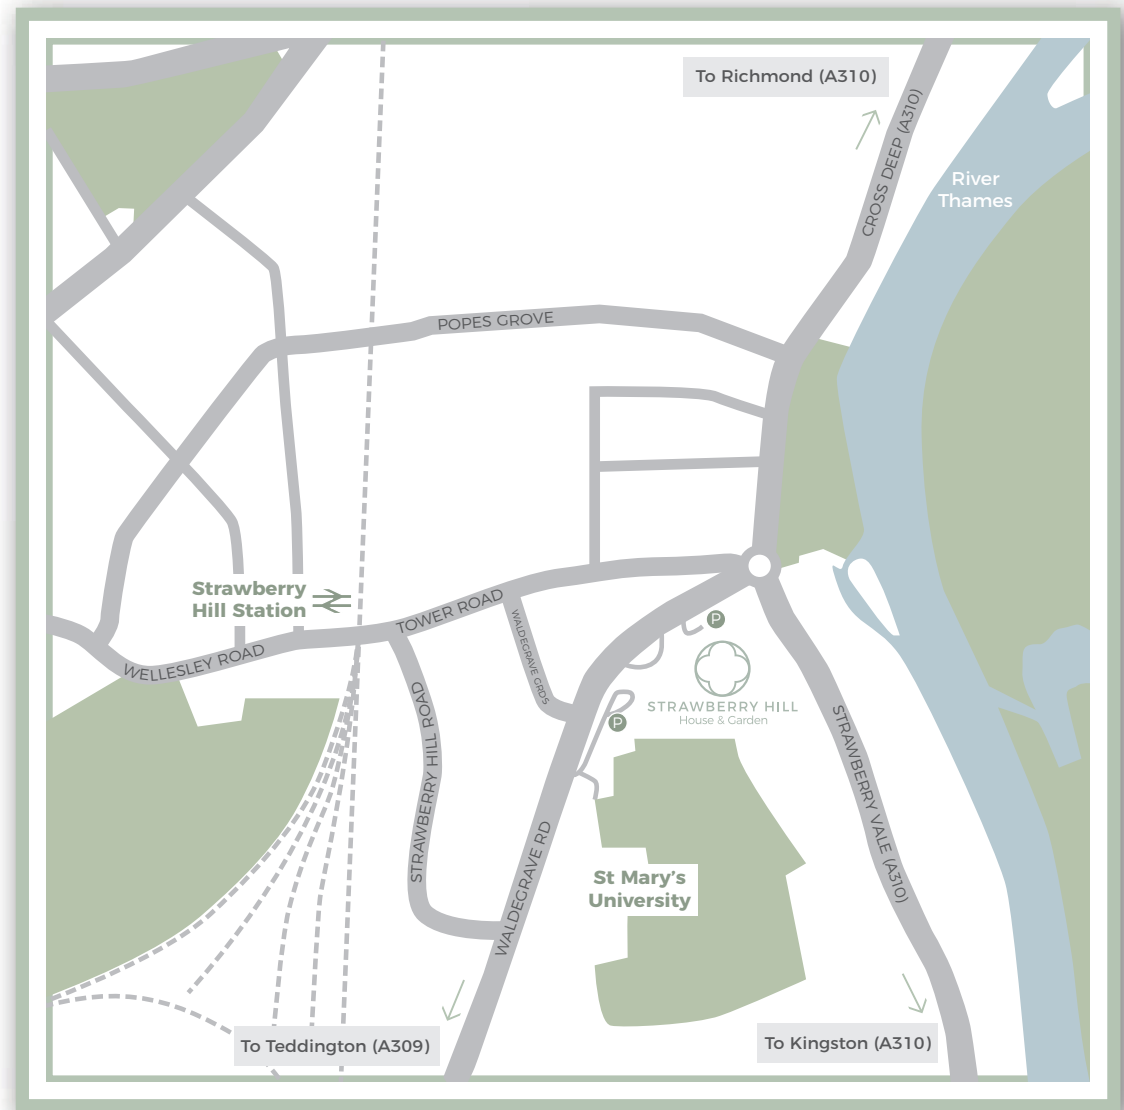 To Richmond (A310)
CROSS DEEP (A310)
River
Thames
POPES GROVE
Strawberry
Hill Station
TOWER ROAD
WELLESLEY ROAD
WALDEGRAVE GRDS
P
STRAWBERRY HILL
House & Garden
P
STRAWBERRY HILL ROAD
STRAWBERRY VALE (A310)
WALDEGRAVE RD
St Mary's
University
To Teddington (A309)
To Kingston (A310)